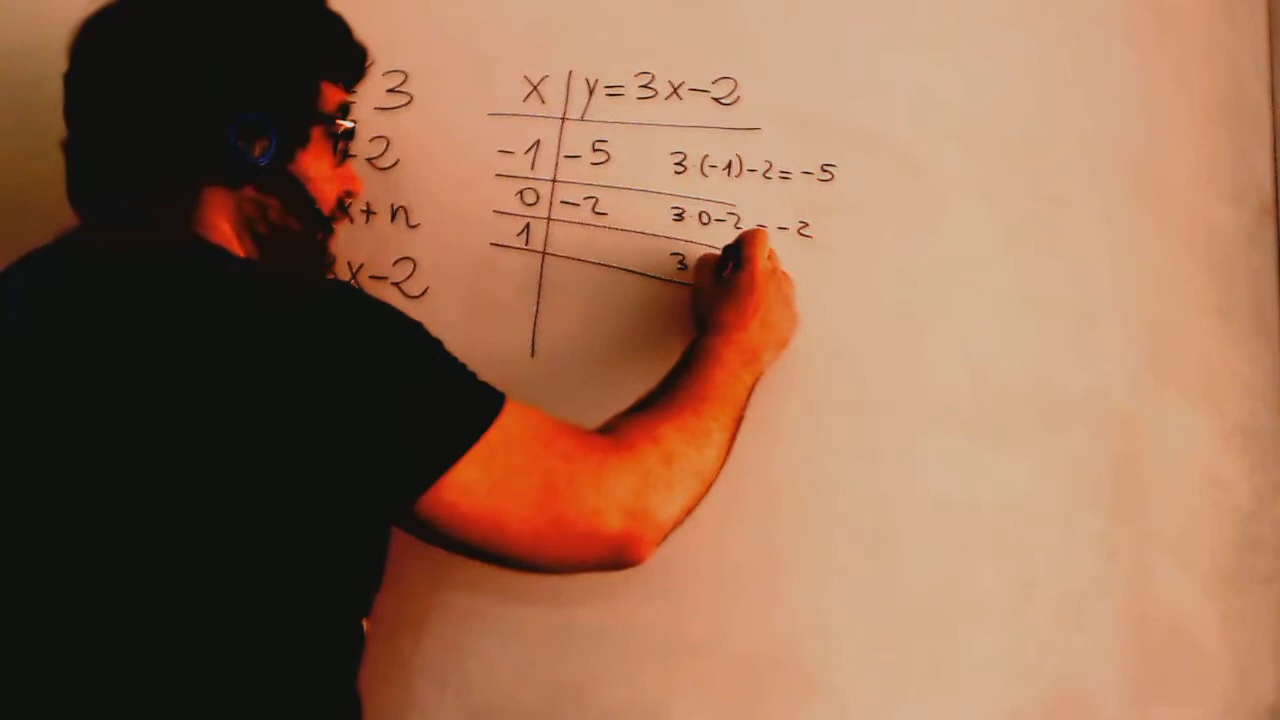 = 3
-2
x+n
3x-2
x | y=3x-2
-1 | -5 3·(-1)-2=-5
0 | -2 3·0-2=-2
1 3